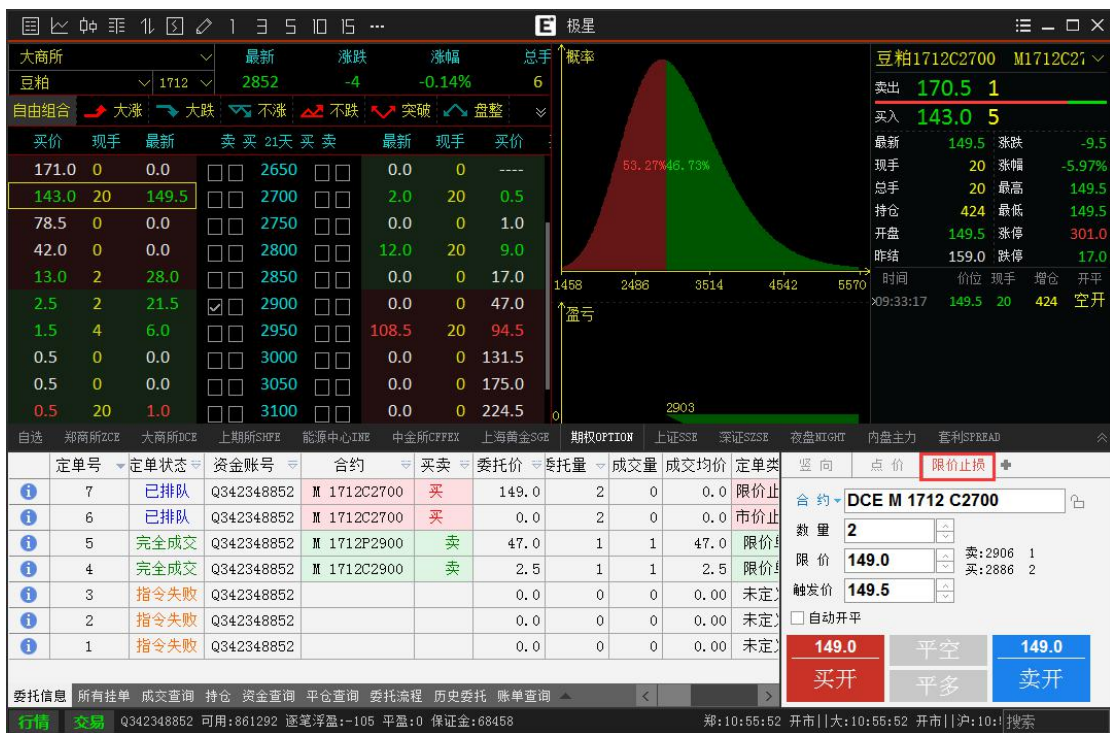 1 3 5 10 15 ... 极星
大商所 最新 涨跌 涨幅 总手
豆粕 1712 2852 -4 -0.14% 6
自由组合 大涨 大跌 不涨 不跌 突破 盘整
买价 现手 最新 卖 买 21天 买 卖 最新 现手 买价
171.0 0 0.0 2650 0.0 0 ----
143.0 20 149.5 2700 2.0 20 0.5
78.5 0 0.0 2750 0.0 0 1.0
42.0 0 0.0 2800 12.0 20 9.0
13.0 2 28.0 2850 0.0 0 17.0
2.5 2 21.5 2900 0.0 0 47.0
1.5 4 6.0 2950 108.5 20 94.5
0.5 0 0.0 3000 0.0 0 131.5
0.5 0 0.0 3050 0.0 0 175.0
0.5 20 1.0 3100 0.0 0 224.5
概率
53.27% 46.73%
1458 2486 3514 4542 5570
盈亏
2903
0
豆粕1712C2700 M1712C27
卖出 170.5 1
买入 143.0 5
最新 149.5 涨跌 -9.5
现手 20 涨幅 -5.97%
总手 20 最高 149.5
持仓 424 最低 149.5
开盘 149.5 涨停 301.0
昨结 159.0 跌停 17.0
时间 价位 现手 增仓 开平
09:33:17 149.5 20 424 空开
自选 郑商所ZCE 大商所DCE 上期所SHFE 能源中心INE 中金所CFFEX 上海黄金SGE 期权OPTION 上证SSE 深证SZSE 夜盘NIGHT 内盘主力 套利SPREAD
定单号 定单状态 资金账号 合约 买卖 委托价 委托量 成交量 成交均价 定单类
7 已排队 Q342348852 M 1712C2700 买 149.0 2 0 0.0 限价止
6 已排队 Q342348852 M 1712C2700 买 0.0 2 0 0.0 市价止
5 完全成交 Q342348852 M 1712P2900 卖 47.0 1 1 47.0 限价
4 完全成交 Q342348852 M 1712C2900 卖 2.5 1 1 2.5 限价
3 指令失败 Q342348852 0.0 0 0 0.00 未定
2 指令失败 Q342348852 0.0 0 0 0.00 未定
1 指令失败 Q342348852 0.0 0 0 0.00 未定
委托信息 所有挂单 成交查询 持仓 资金查询 平仓查询 委托流程 历史委托 账单查询
竖向 点价 限价止损
合约 DCE M 1712 C2700
数量 2
限价 149.0 卖:2906 1
买:2886 2
触发价 149.5
自动开平
149.0 买开 平空 平多 149.0 卖开
行情 交易 Q342348852 可用:861292 逐笔浮盈:-105 平盈:0 保证金:68458 郑:10:55:52 开市||大:10:55:52 开市||沪:10: 搜索